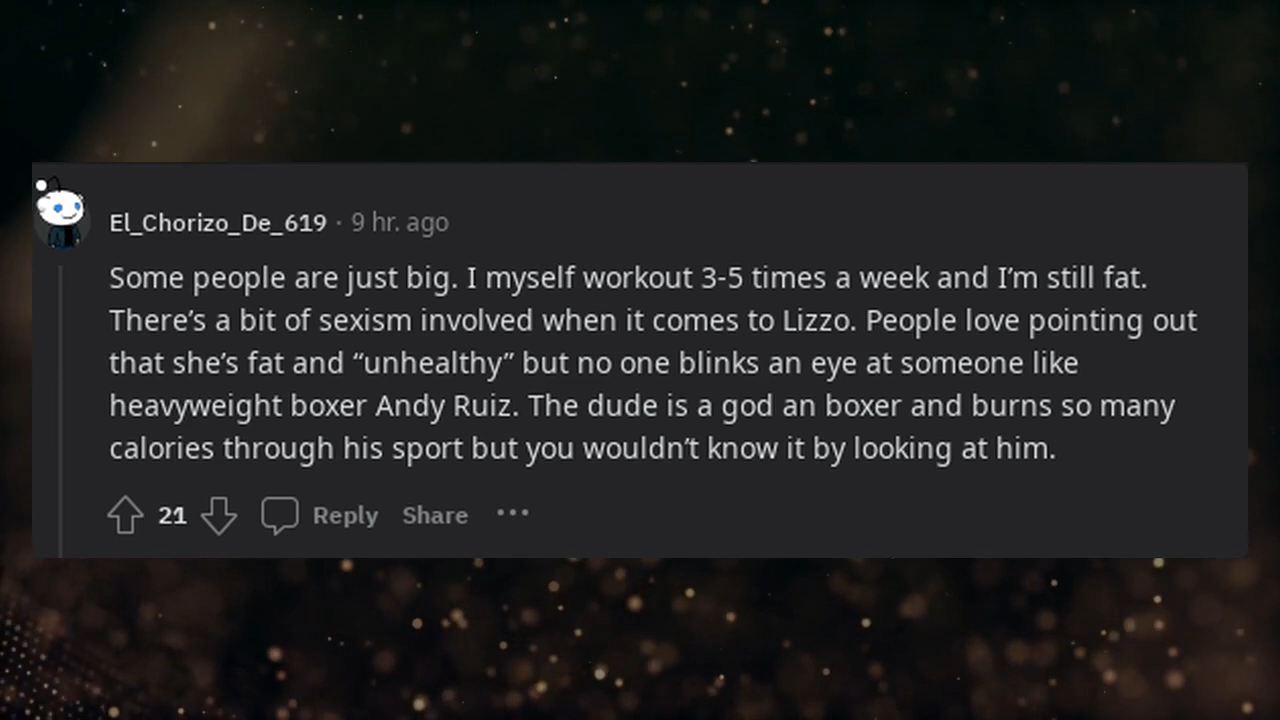 El_Chorizo_De_619 · 9 hr. ago
Some people are just big. I myself workout 3-5 times a week and I’m still fat.
There’s a bit of sexism involved when it comes to Lizzo. People love pointing out
that she’s fat and “unhealthy” but no one blinks an eye at someone like
heavyweight boxer Andy Ruiz. The dude is a god an boxer and burns so many
calories through his sport but you wouldn’t know it by looking at him.
21 Reply Share ···